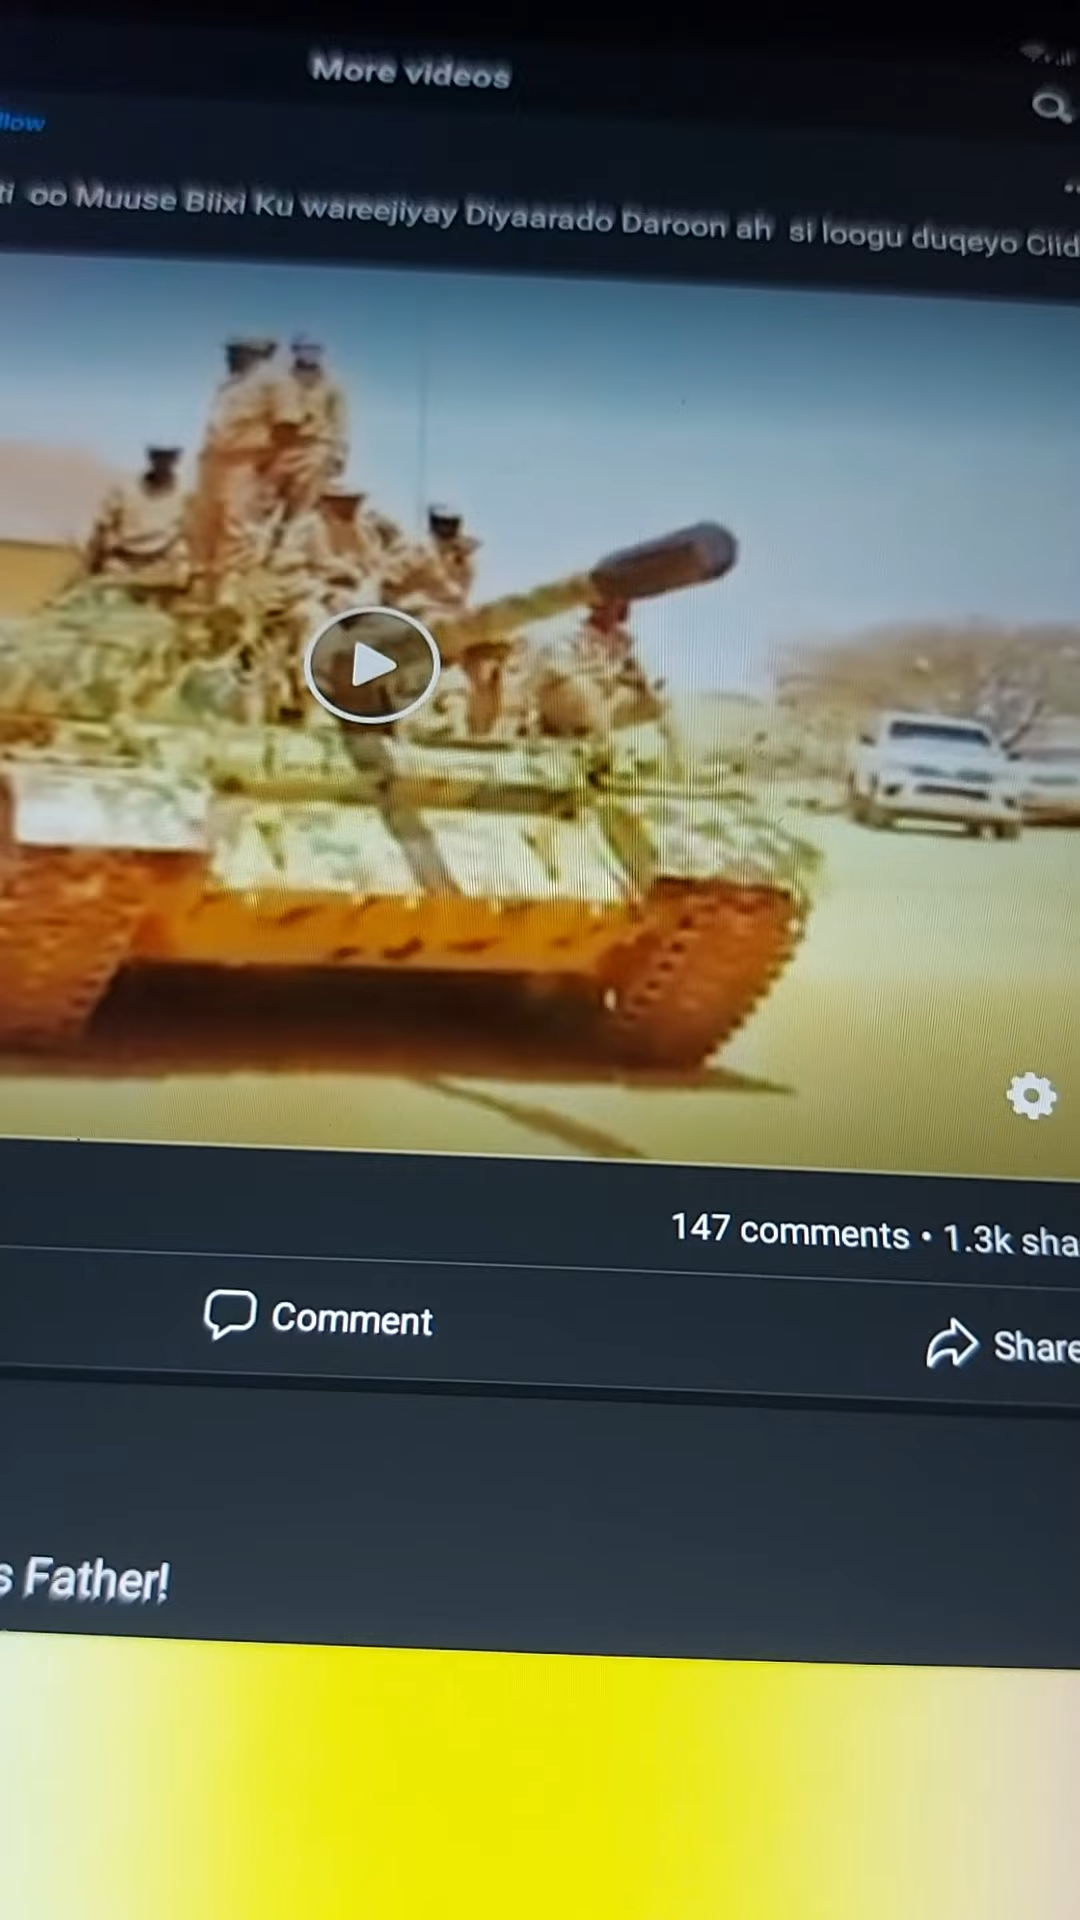 More videos
llow
ti oo Muuse Biixi Ku wareejiyay Diyaarado Daroon ah si loogu duqeyo Ciid
147 comments • 1.3k sha
Comment
Share
s Father!